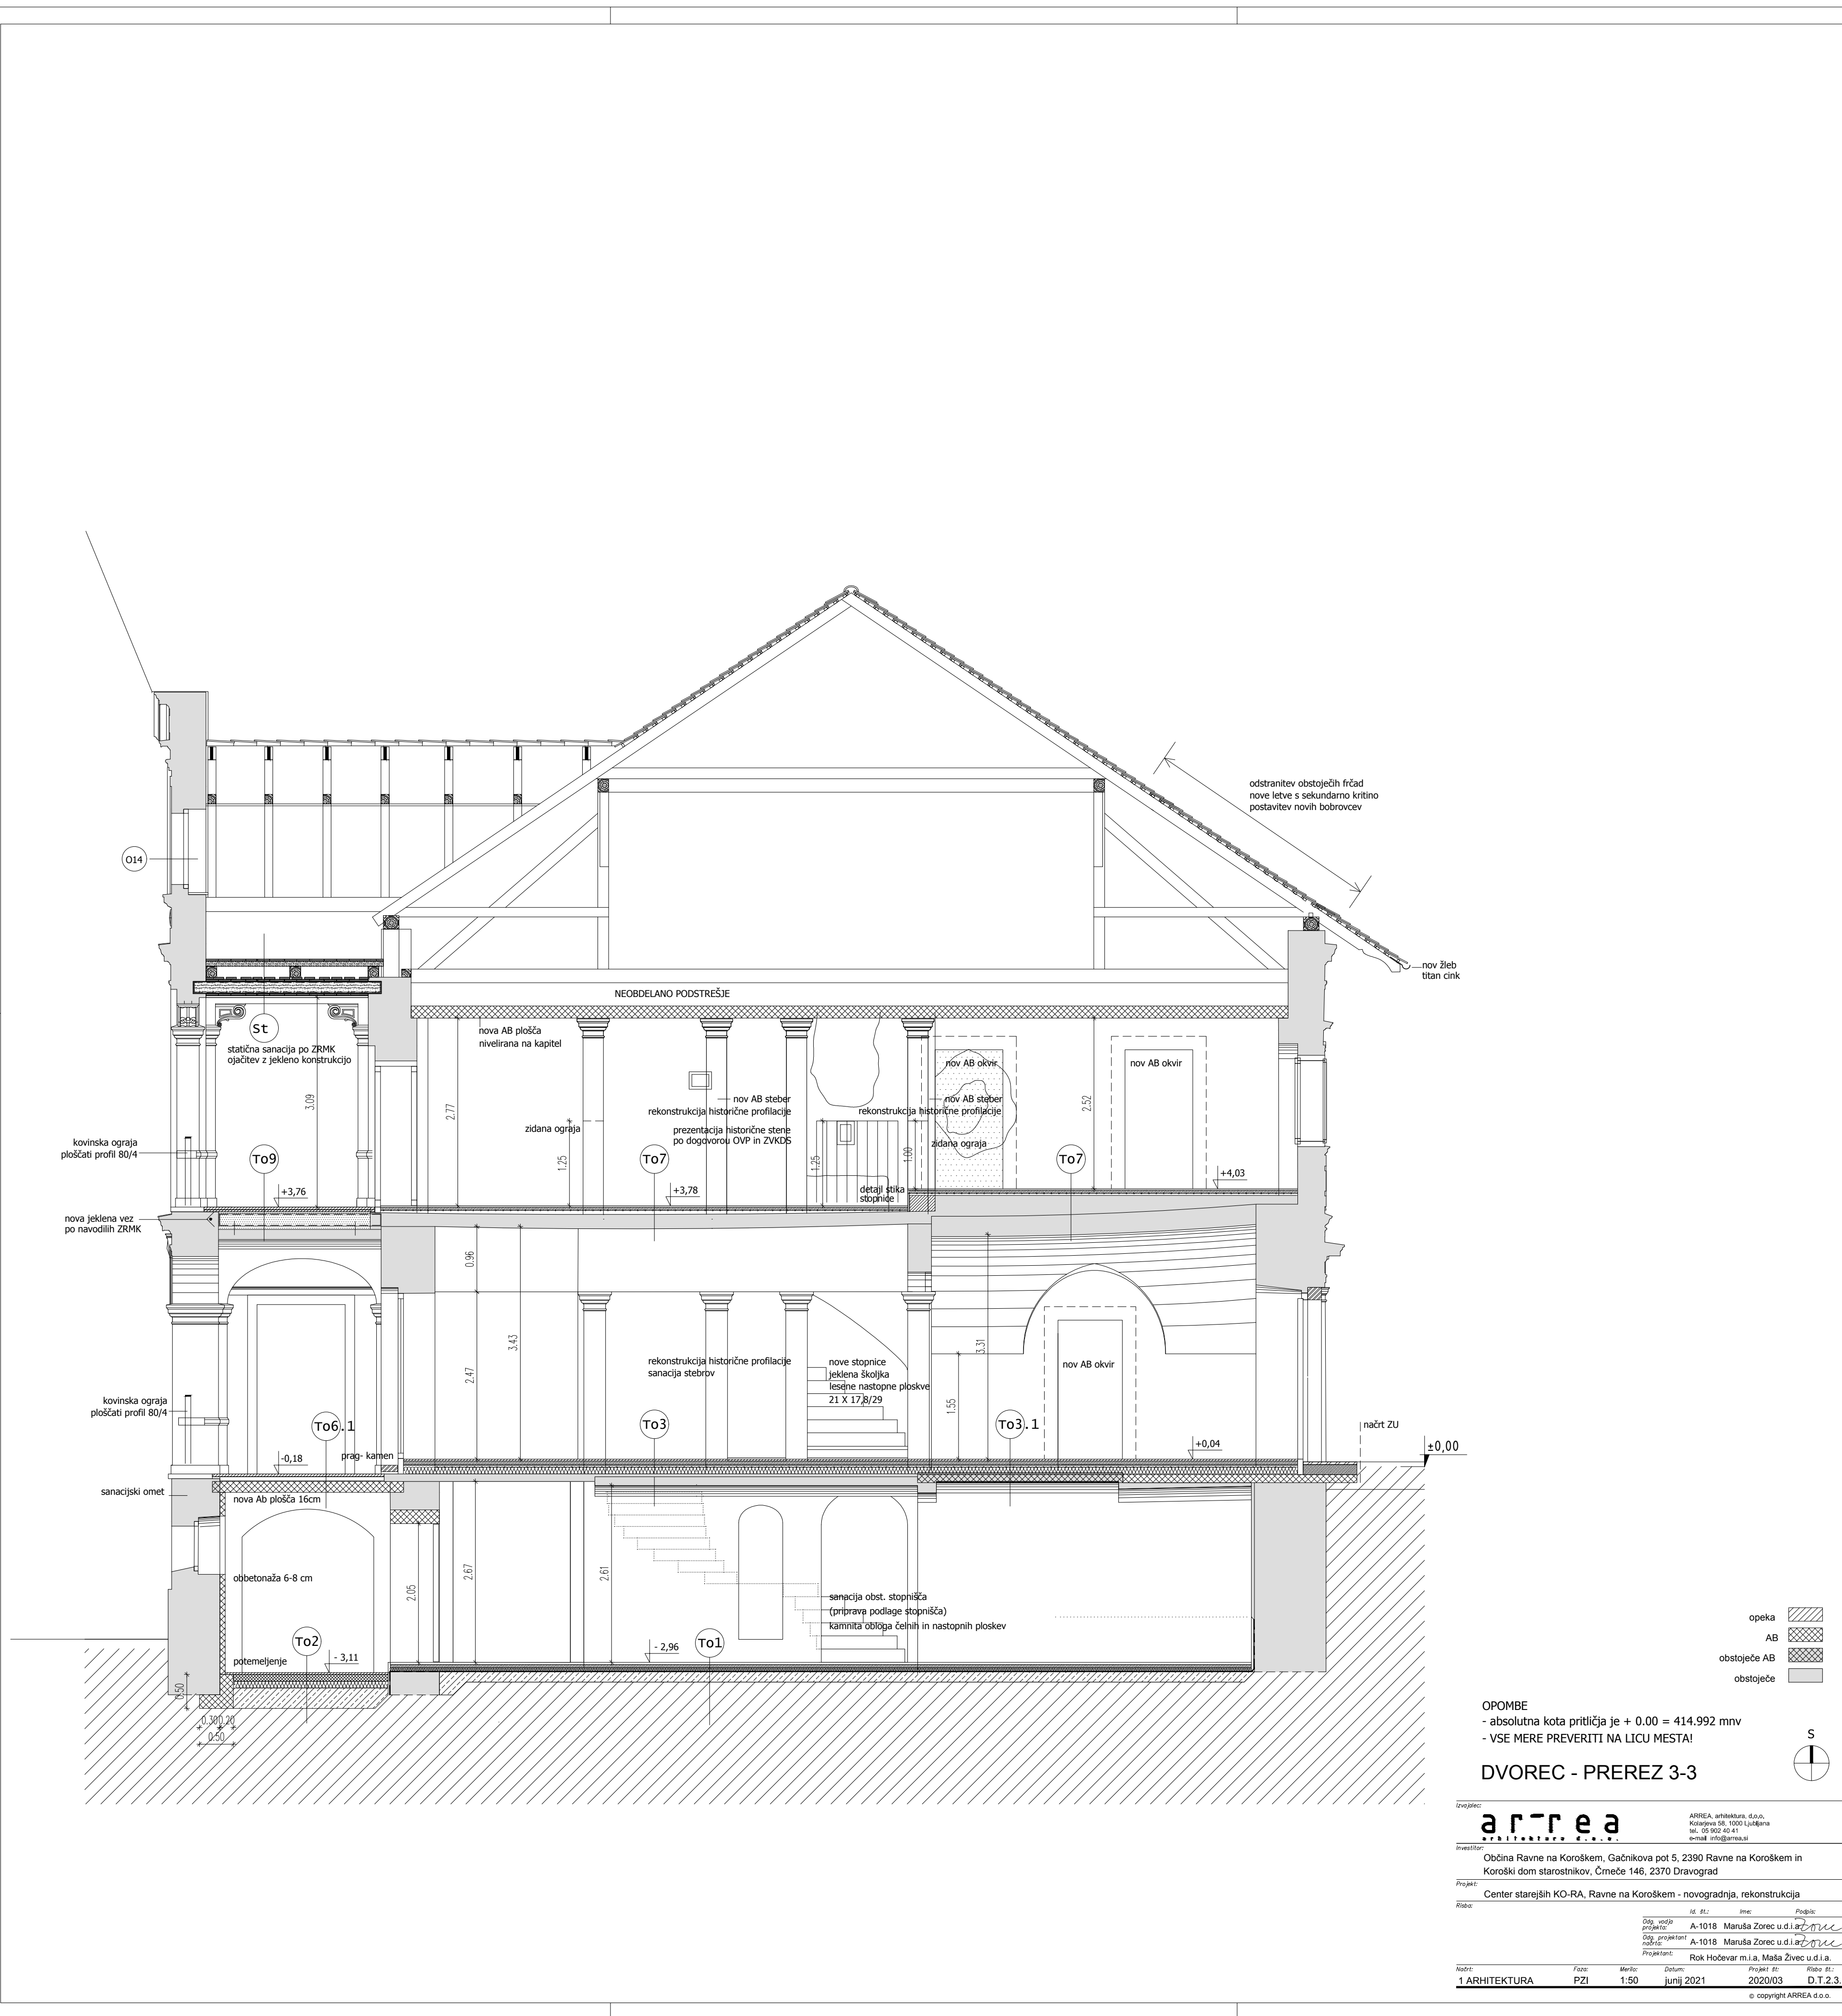 odstranitev obstoječih frčad
nove letve s sekundarno kritino
postavitev novih bobrovcev
O14
nov žleb
titan cink
NEOBDELANO PODSTREŠJE
St
statična sanacija po ZRMK
ojačitev z jekleno konstrukcijo
nova AB plošča
nivelirana na kapitel
nov AB okvir
nov AB okvir
3.09
2.77
nov AB steber
rekonstrukcija historične profilacije
nov AB steber
rekonstrukcija historične profilacije
2.52
zidana ograja
prezentacija historične stene
po dogovorou OVP in ZVKDS
zidana ograja
kovinska ograja
ploščati profil 80/4
To9
1.25
To7
1.25
1.00
To7
+4,03
+3,76
+3,78
detajl stika
stopnice
nova jeklena vez
po navodilih ZRMK
0.96
3.43
2.47
3.31
rekonstrukcija historične profilacije
sanacija stebrov
nove stopnice
jeklena školjka
lesene nastopne ploskve
21 X 17,8/29
nov AB okvir
1.55
kovinska ograja
ploščati profil 80/4
To6.1
To3
To3.1
načrt ZU
-0,18
prag- kamen
+0,04
±0,00
sanacijski omet
nova Ab plošča 16cm
obbetonaža 6-8 cm
2.05
2.67
2.61
sanacija obst. stopnišča
(priprava podlage stopnišča)
kamnita obloga čelnih in nastopnih ploskev
To2
- 3,11
- 2,96
To1
potemeljenje
0.50
0.30
0.20
0.50
opeka
AB
obstoječe AB
obstoječe
OPOMBE
- absolutna kota pritličja je + 0.00 = 414.992 mnv
- VSE MERE PREVERITI NA LICU MESTA!
S
DVOREC - PREREZ 3-3
Izvajalec:
ar-rea
arhitektura d.o.o.
ARREA, arhitektura, d.o.o,
Kolarjeva 58, 1000 Ljubljana
tel. 05 902 40 41
e-mail info@arrea.si
Investitor:
Občina Ravne na Koroškem, Gačnikova pot 5, 2390 Ravne na Koroškem in
Koroški dom starostnikov, Črneče 146, 2370 Dravograd
Projekt:
Center starejših KO-RA, Ravne na Koroškem - novogradnja, rekonstrukcija
Risba:
Id. št.: Ime: Podpis:
Odg. vodja projekta: A-1018 Maruša Zorec u.d.i.a. Zorec
Odg. projektant načrta: A-1018 Maruša Zorec u.d.i.a. Zorec
Projektant: Rok Hočevar m.i.a, Maša Živec u.d.i.a.
Načrt: Faza: Merilo: Datum: Projekt št: Risba št.:
1 ARHITEKTURA PZI 1:50 junij 2021 2020/03 D.T.2.3.
© copyright ARREA d.o.o.